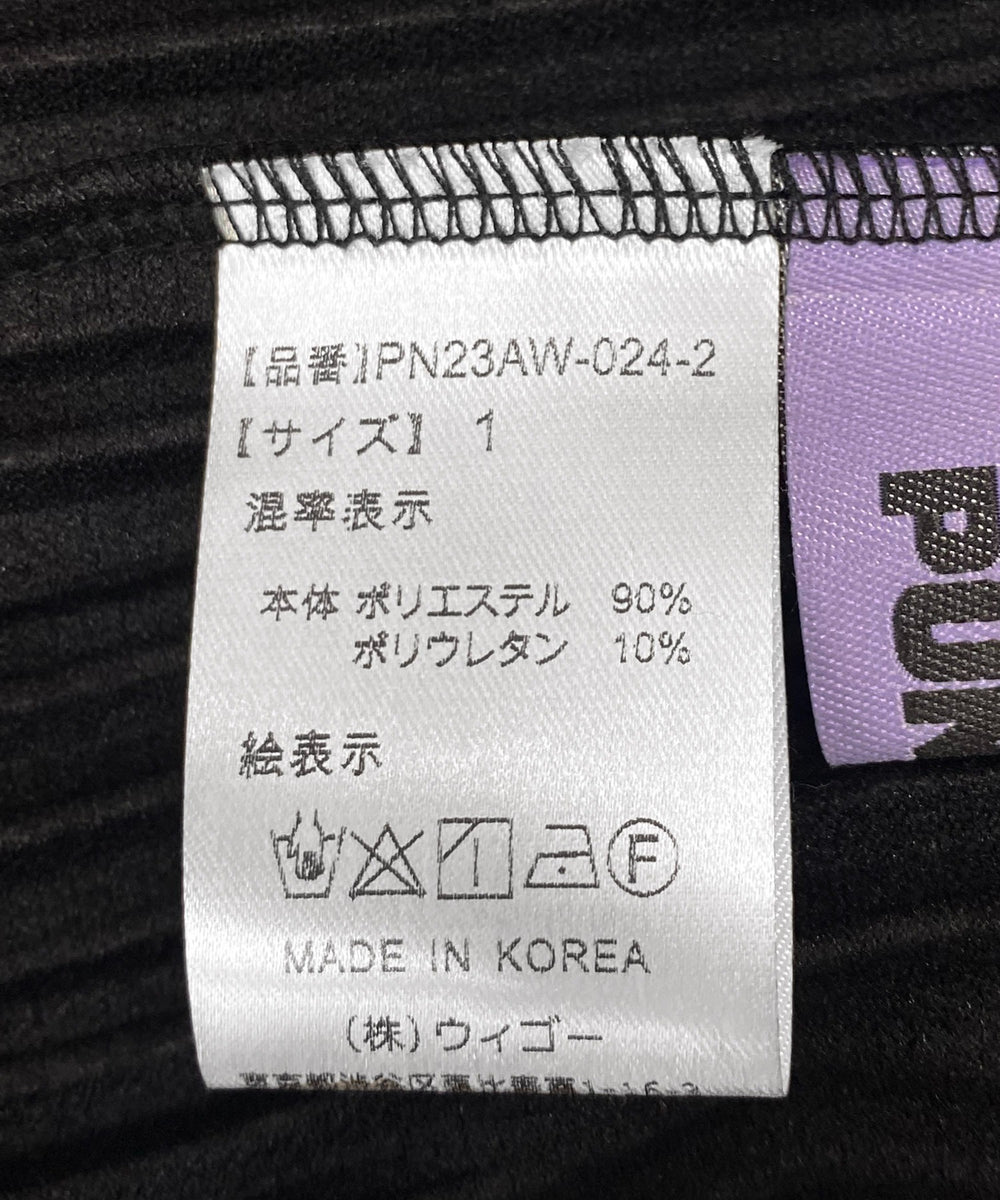 【品番】PN23AW-024-2
【サイズ】 1
混率表示
本体 ポリエステル 90%
ポリウレタン 10%
絵表示
F
MADE IN KOREA
(株)ウィゴー
PUN